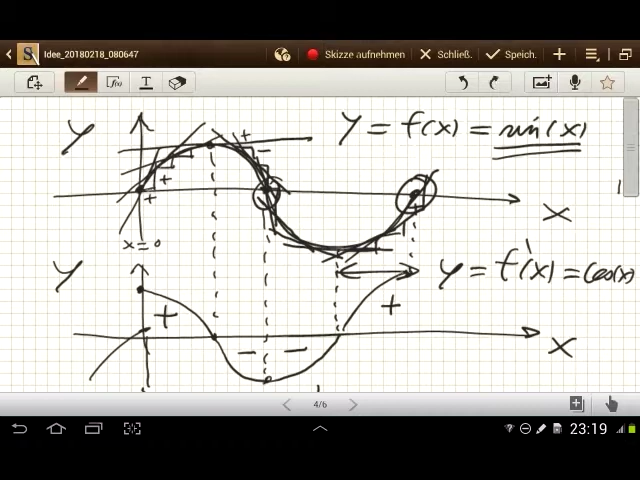 Idee_20180218_080647
Skizze aufnehmen
Schließ.
Speich.
f(x)
T
y
y = f(x) = sin(x)
+
+
+
-
+
x
x=0
y
y = f'(x) = cos(x)
+
- -
+
x
4/6
23:19